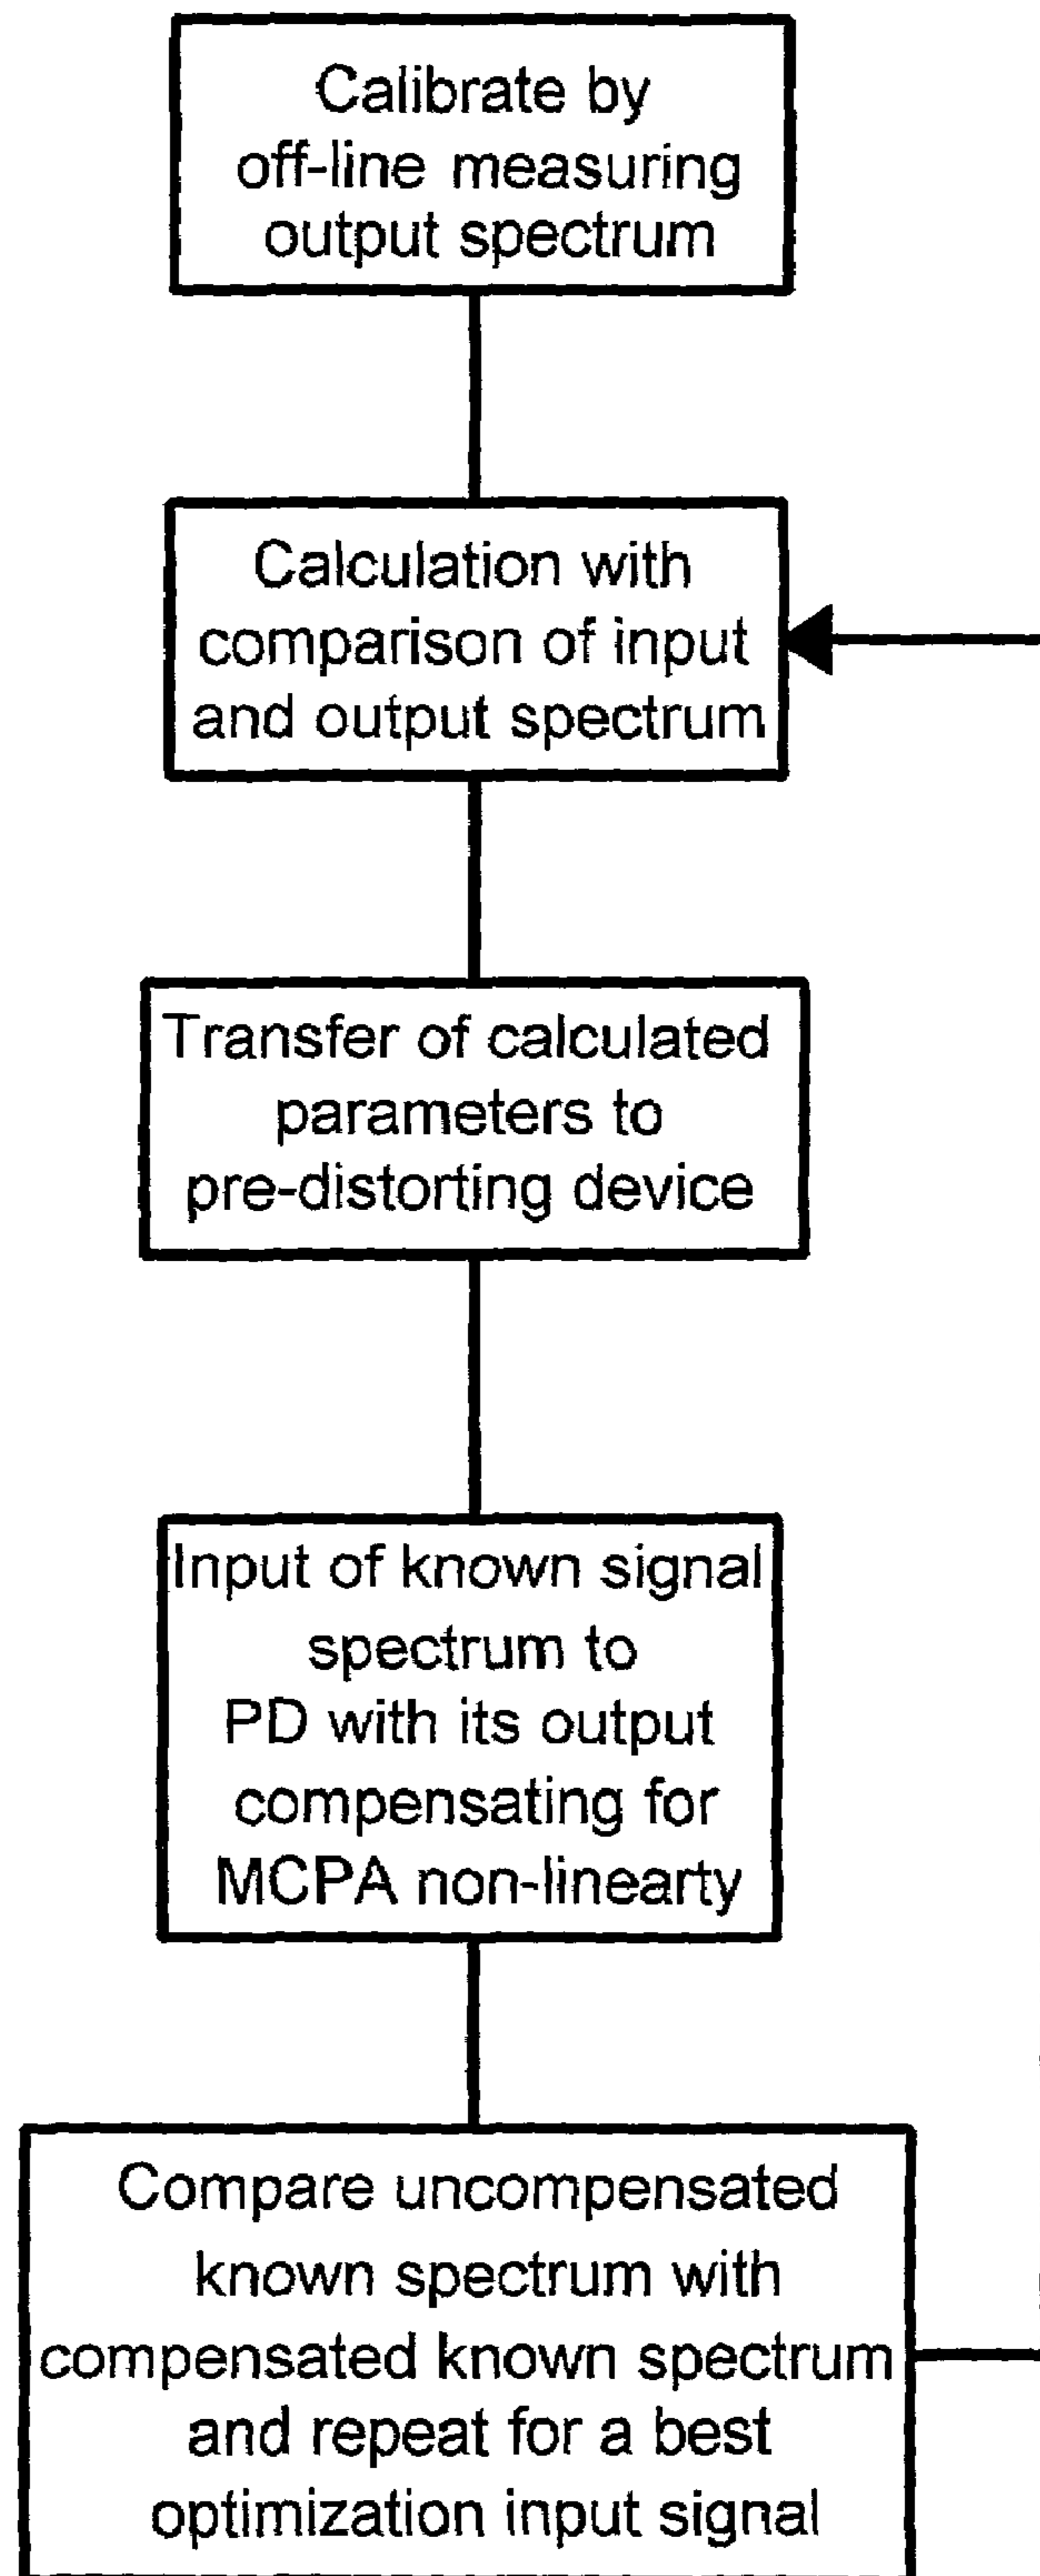 Calibrate by
off-line measuring
output spectrum
Calculation with
comparison of input
and output spectrum
Transfer of calculated
parameters to
pre-distorting device
Input of known signal
spectrum to
PD with its output
compensating for
MCPA non-linearty
Compare uncompensated
known spectrum with
compensated known spectrum
and repeat for a best
optimization input signal